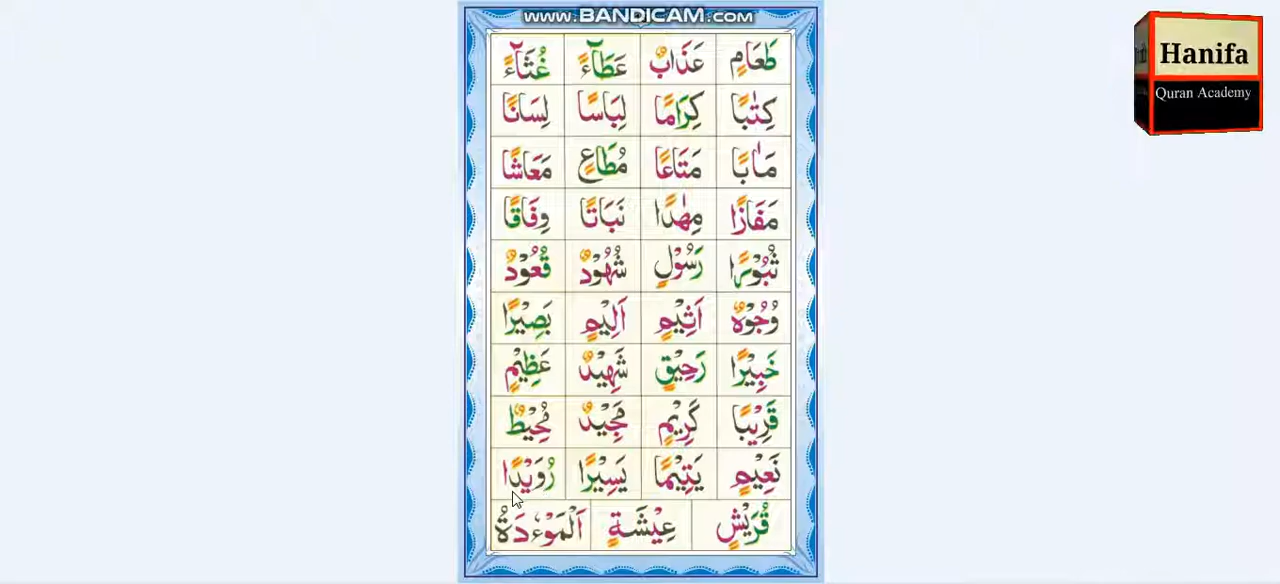 www.BANDICAM.com
Hanifa
Quran Academy
طَعَامٍ عَذَابٌ عَطَآءً غُثَآءً
كِتٰبًا كِرَامًا لِبَاسًا لِسَانًا
مَاٰبًا مَتَاعًا مُطَاعٍ مَعَاشًا
مَفَازًا مِهٰدًا نَبَاتًا وِفَاقًا
ثُبُوْرًا رَسُوْلٍ شُهُوْدٌ قُعُوْدٌ
وُجُوْهٌ اَثِيْمٍ اَلِيْمٍ بَصِيْرًا
خَبِيْرًا رَحِيْقٍ شَهِيْدٌ عَظِيْمٍ
قَرِيْبًا كَرِيْمٍ مَجِيْدٌ مُحِيْطٌ
نَعِيْمٍ يَتِيْمًا يَسِيْرًا رُوَيْدًا
قُرَيْشٍ عِيْشَةٍ اَلْمَوْءٗدَةُ